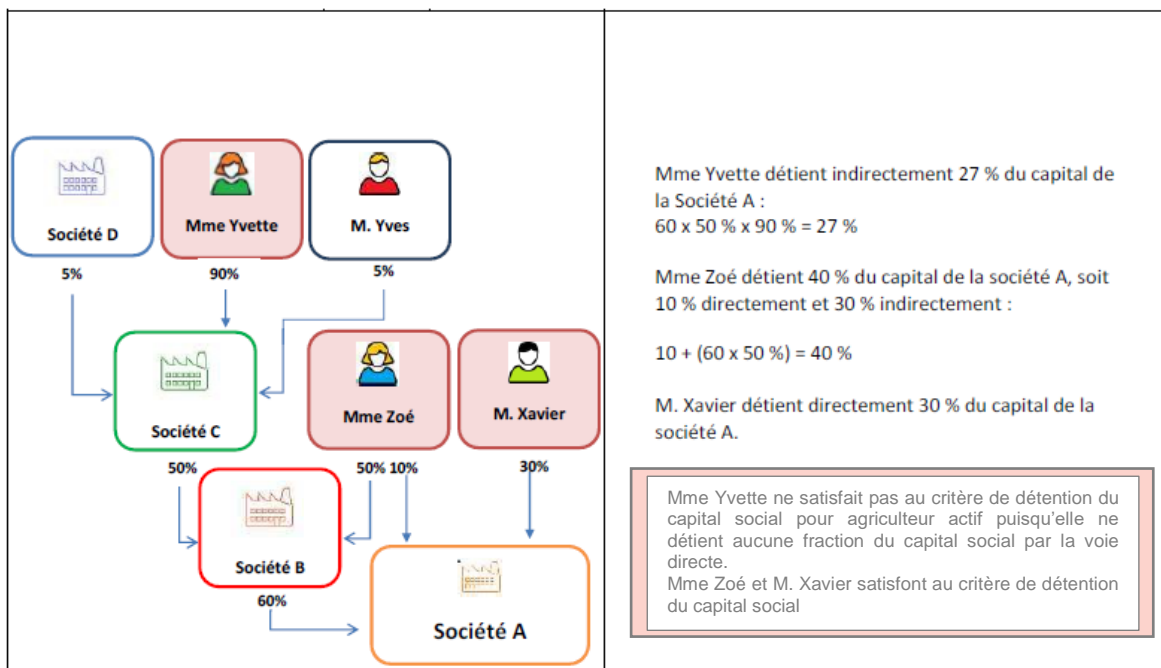 Société D
Mme Yvette
M. Yves
5%
90%
5%
Société C
Mme Zoé
M. Xavier
50%
50% 10%
30%
Société B
60%
Société A
Mme Yvette détient indirectement 27 % du capital de
la Société A :
60 x 50 % x 90 % = 27 %
Mme Zoé détient 40 % du capital de la société A, soit
10 % directement et 30 % indirectement :
10 + (60 x 50 %) = 40 %
M. Xavier détient directement 30 % du capital de la
société A.
Mme Yvette ne satisfait pas au critère de détention du
capital social pour agriculteur actif puisqu’elle ne
détient aucune fraction du capital social par la voie
directe.
Mme Zoé et M. Xavier satisfont au critère de détention
du capital social